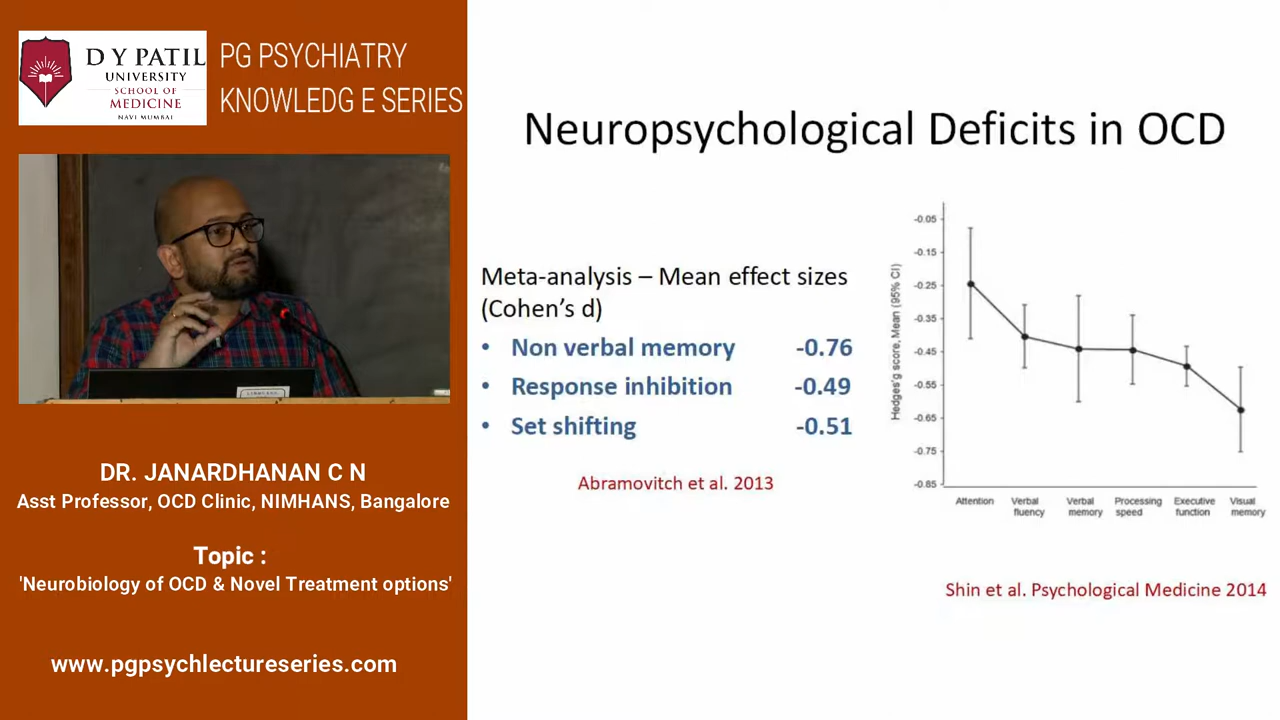 D Y PATIL
UNIVERSITY
SCHOOL OF
MEDICINE
NAVI MUMBAI
PG PSYCHIATRY
KNOWLEDG E SERIES
DR. JANARDHANAN C N
Asst Professor, OCD Clinic, NIMHANS, Bangalore
Topic :
'Neurobiology of OCD & Novel Treatment options'
www.pgpsychlectureseries.com
Neuropsychological Deficits in OCD
Meta-analysis – Mean effect sizes
(Cohen's d)
• Non verbal memory -0.76
• Response inhibition -0.49
• Set shifting -0.51
Abramovitch et al. 2013
Hedges'g score, Mean (95% CI)
-0.05
-0.15
-0.25
-0.35
-0.45
-0.55
-0.65
-0.75
-0.85
Attention Verbal Verbal Processing Executive Visual
fluency memory speed function memory
Shin et al. Psychological Medicine 2014